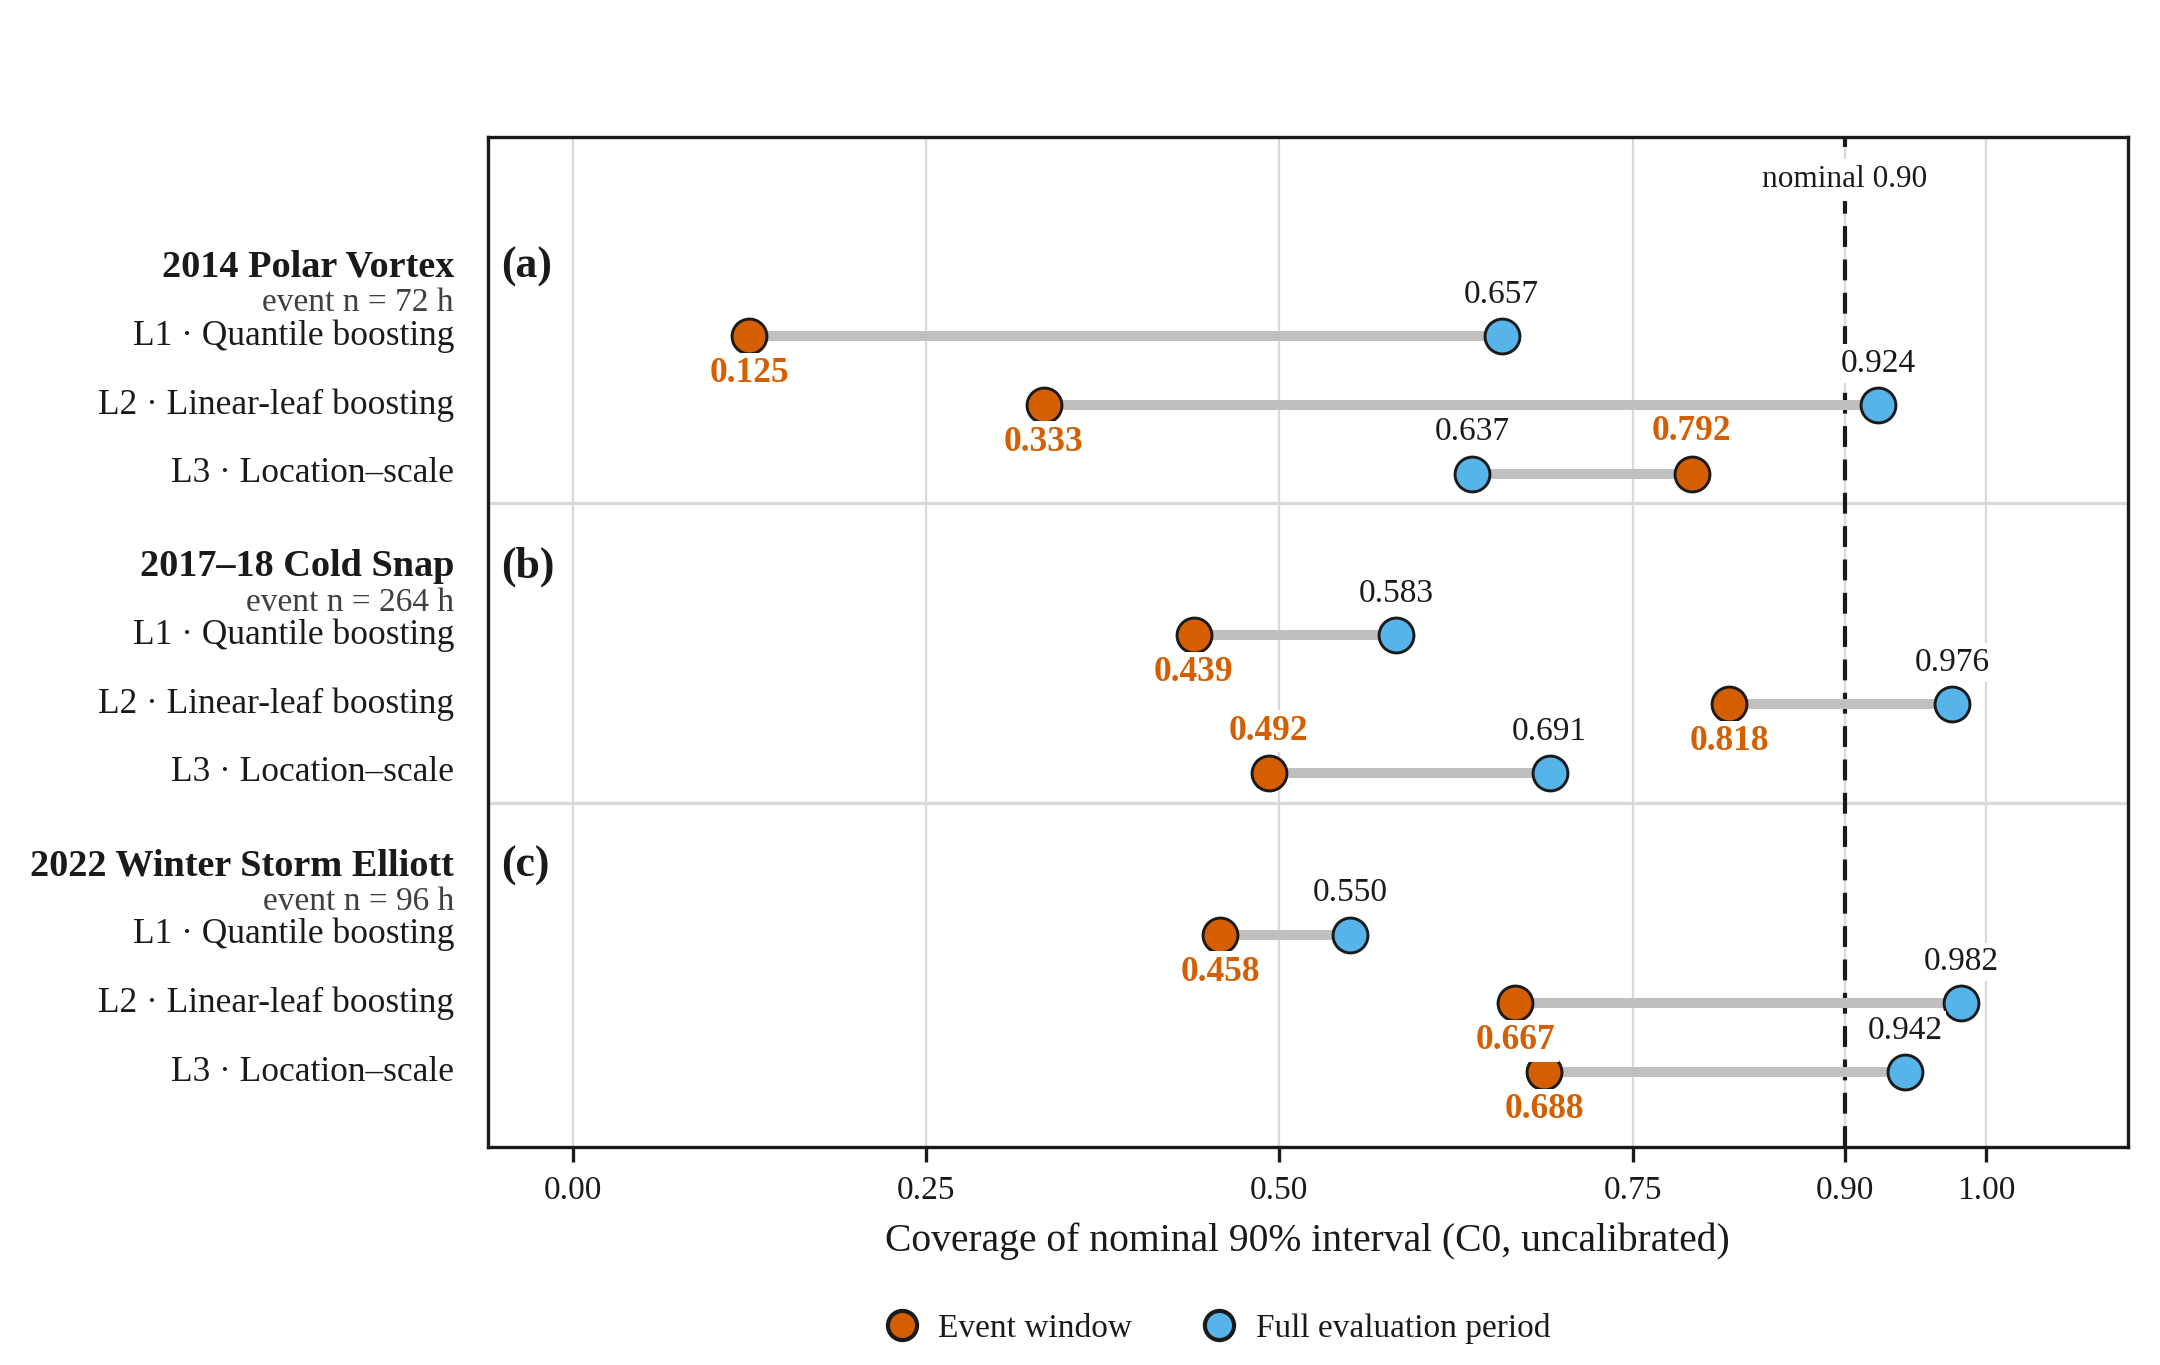 nominal 0.90
2014 Polar Vortex
(a)
event n = 72 h
0.657
L1 · Quantile boosting
0.125
0.924
L2 · Linear-leaf boosting
0.333
0.637
0.792
L3 · Location–scale
2017–18 Cold Snap
(b)
event n = 264 h
0.583
L1 · Quantile boosting
0.439
0.976
L2 · Linear-leaf boosting
0.818
0.492
0.691
L3 · Location–scale
2022 Winter Storm Elliott
(c)
event n = 96 h
0.550
L1 · Quantile boosting
0.458
0.982
L2 · Linear-leaf boosting
0.667
0.942
L3 · Location–scale
0.688
0.00 0.25 0.50 0.75 0.90 1.00
Coverage of nominal 90% interval (C0, uncalibrated)
Event window Full evaluation period